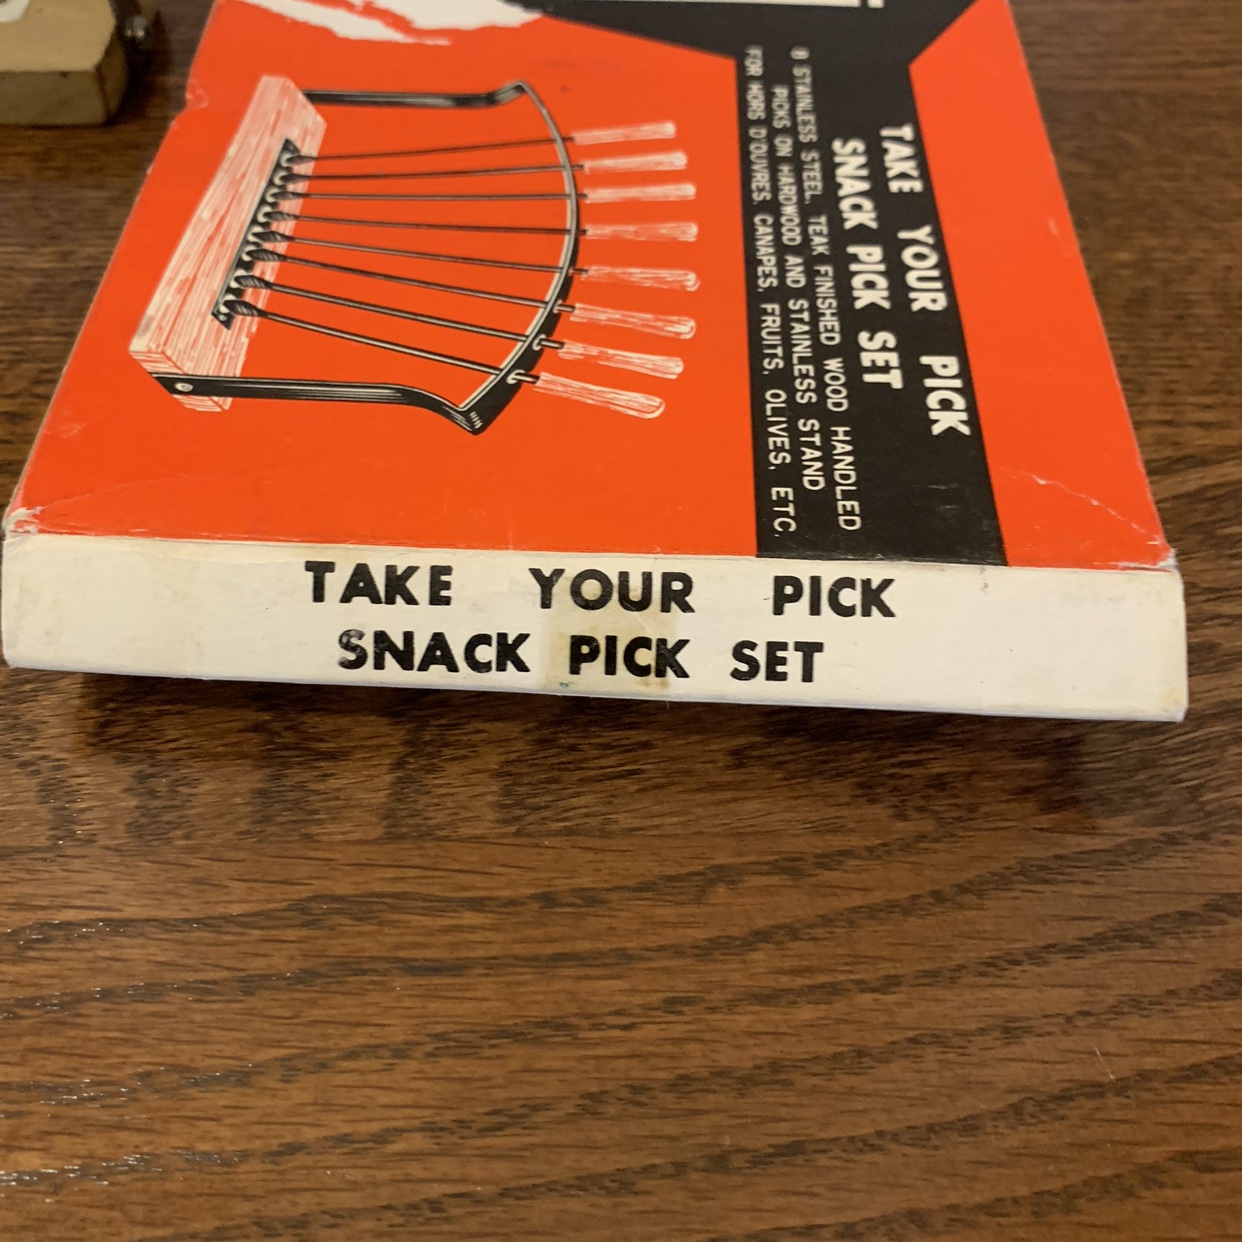 TAKE YOUR PICK
SNACK PICK SET
8 STAINLESS STEEL, TEAK FINISHED WOOD HANDLED
PICKS ON HARDWOOD AND STAINLESS STAND
FOR HORS D'OUVRES, CANAPES, FRUITS, OLIVES, ETC.
TAKE YOUR PICK
SNACK PICK SET